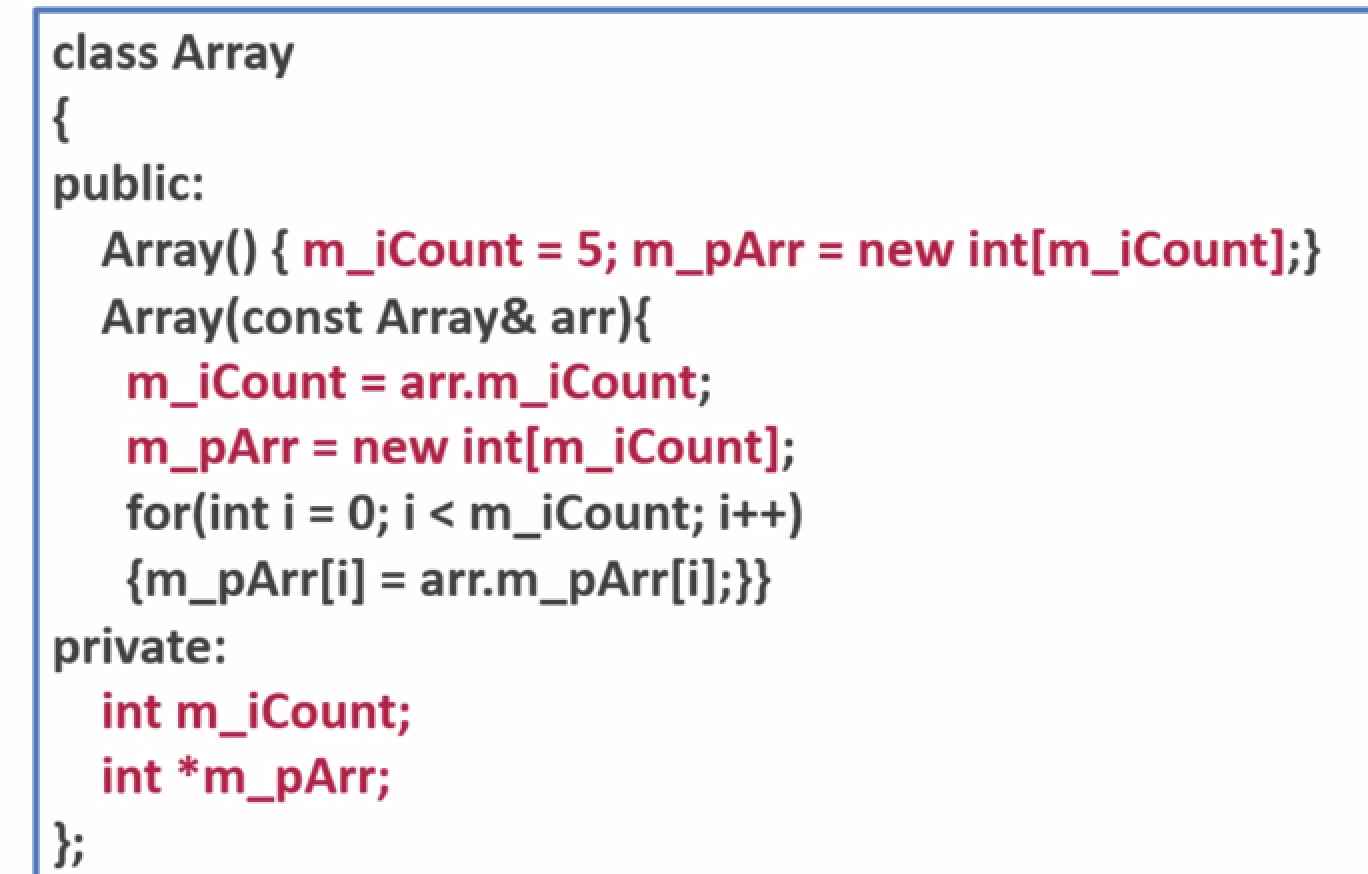 class Array
{
public:
Array() { m_iCount = 5; m_pArr = new int[m_iCount];}
Array(const Array& arr){
m_iCount = arr.m_iCount;
m_pArr = new int[m_iCount];
for(int i = 0; i < m_iCount; i++)
{m_pArr[i] = arr.m_pArr[i];}}
private:
int m_iCount;
int *m_pArr;
};